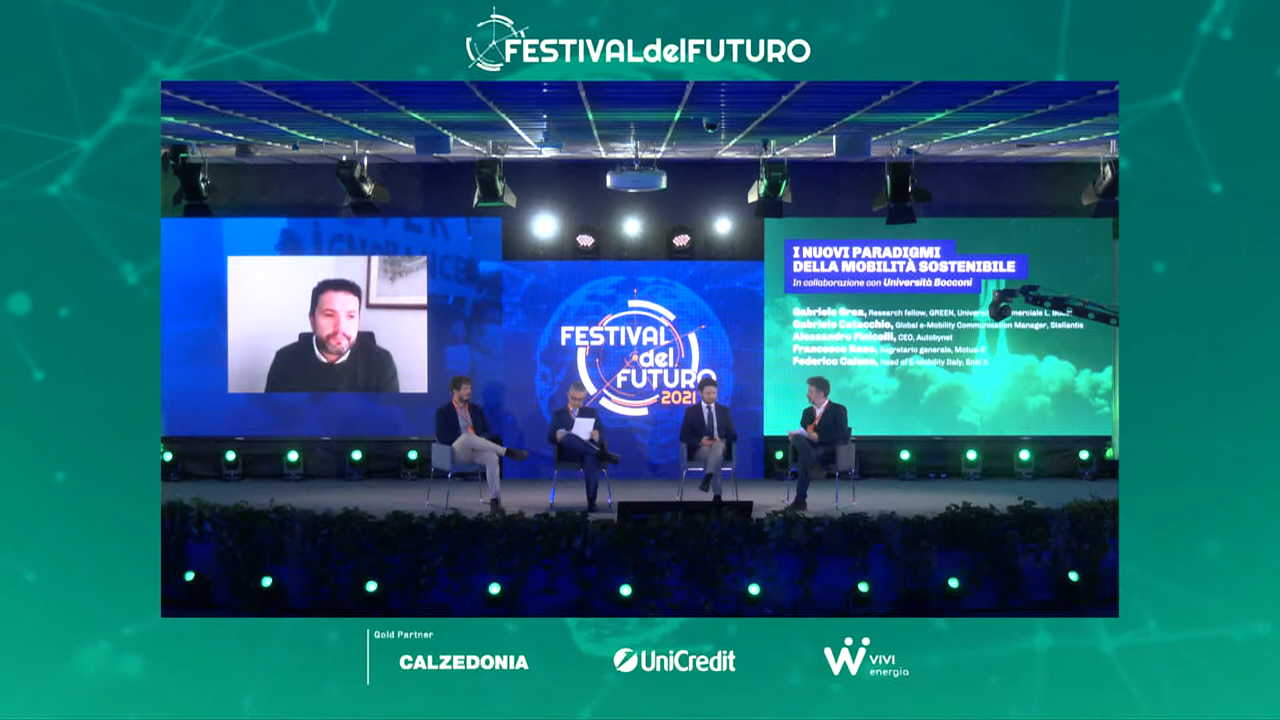 FESTIVALdelFUTURO
I NUOVI PARADIGMI
DELLA MOBILITÀ SOSTENIBILE
In collaborazione con Università Bocconi
Gabriele Grea, Research fellow, GREEN, L.
Gabriele Catacchio, Global e-Mobility Communication Manager, Stellantis
Alessandro CEO, Autobynet
Francesco Naso, Segretario generale, Motus-E
Federico Caleno, Head of E-Mobility Italy,
FESTIVAL
del
FUTURO
2021
Gold Partner
CALZEDONIA
UniCredit
VIVI
energia